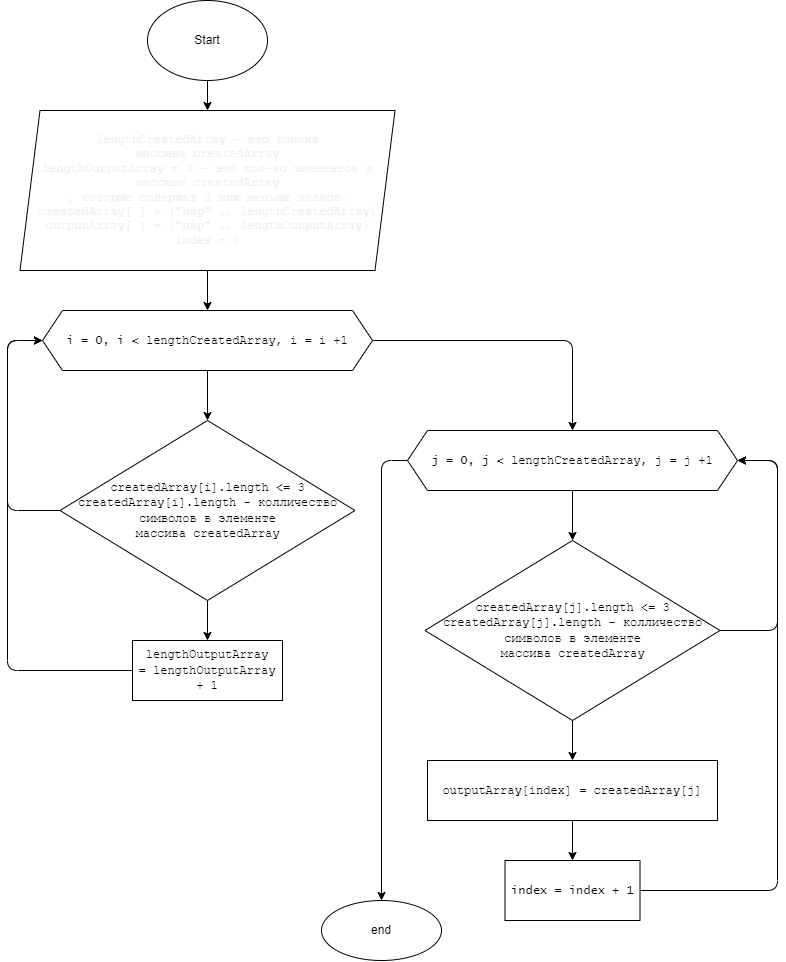 Start
lengthCreatedArray - это длинна
массива createdArray
lengthOutputArray = 0 - это кол-во элементов в
массиве createdArray
, которые содержат 3 или меньше знаков.
createdArray[ ] = ["пар" .. lengthCreatedArray]
outputArray[ ] = ["пар" .. lengthOutputArray]
index = 0
i = 0, i < lengthCreatedArray, i = i +1
createdArray[i].length <= 3
createdArray[i].length - колличество
символов в элементе
массива createdArray
lengthOutputArray
= lengthOutputArray
+ 1
j = 0, j < lengthCreatedArray, j = j +1
createdArray[j].length <= 3
createdArray[j].length - колличество
символов в элементе
массива createdArray
outputArray[index] = createdArray[j]
index = index + 1
end